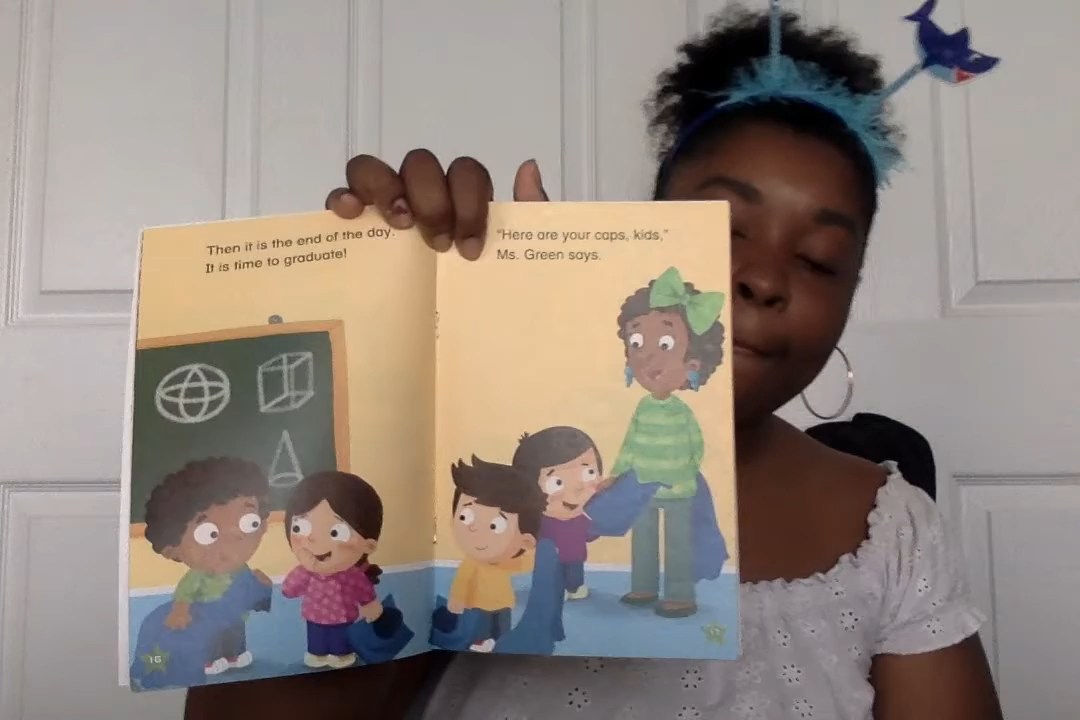 Then it is the end of the day.
It is time to graduate!
"Here are your caps, kids,"
Ms. Green says.
16
17